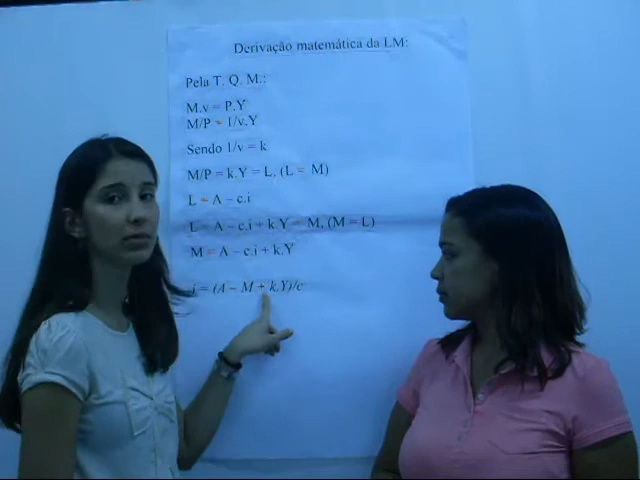 Derivação matemática da LM:
Pela T. Q. M.:
M.v = P.Y
M/P = 1/v.Y
Sendo 1/v = k
M/P = k.Y = L, (L = M)
L = A – c.i
L = A – c.i + k.Y = M, (M = L)
M = A – c.i + k.Y
i = (A – M + k.Y)/c